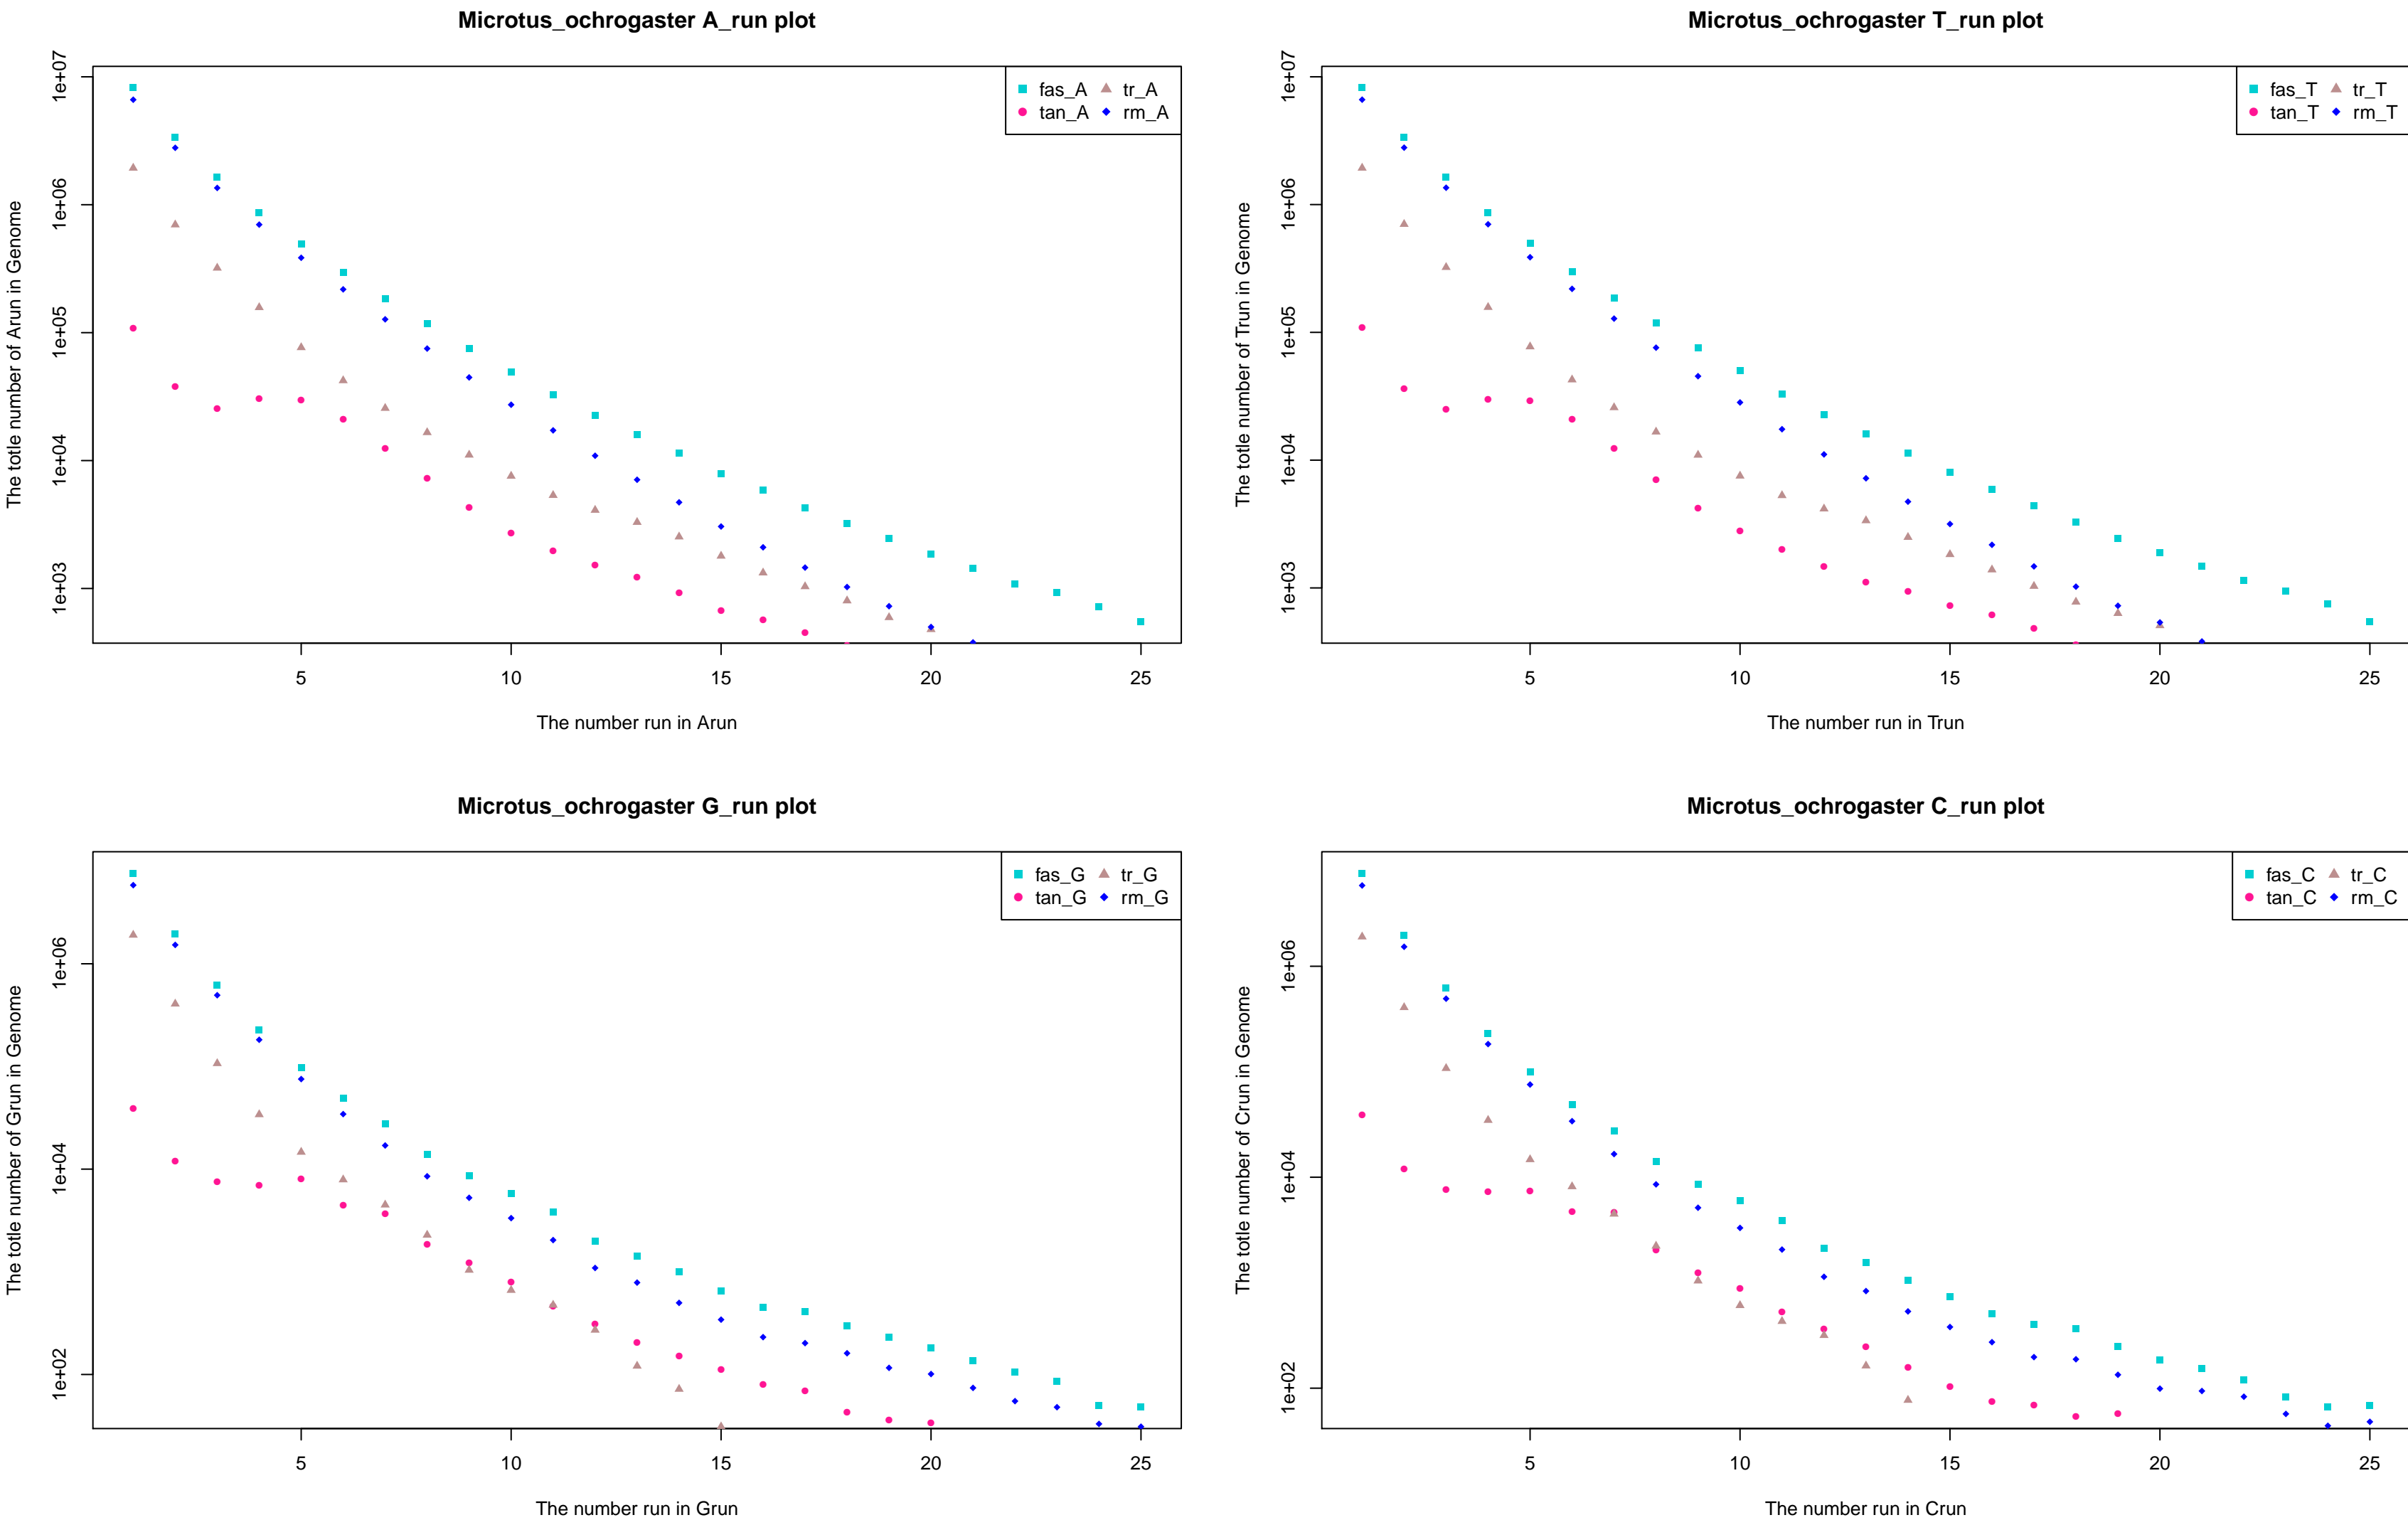 Microtus_ochrogaster A_run plot
The totle number of Arun in Genome
1e+07
1e+06
1e+05
1e+04
1e+03
fas_A tr_A
tan_A rm_A
5 10 15 20 25
The number run in Arun
Microtus_ochrogaster T_run plot
The totle number of Trun in Genome
1e+07
1e+06
1e+05
1e+04
1e+03
fas_T tr_T
tan_T rm_T
5 10 15 20 25
The number run in Trun
Microtus_ochrogaster G_run plot
The totle number of Grun in Genome
1e+06
1e+04
1e+02
fas_G tr_G
tan_G rm_G
5 10 15 20 25
The number run in Grun
Microtus_ochrogaster C_run plot
The totle number of Crun in Genome
1e+06
1e+04
1e+02
fas_C tr_C
tan_C rm_C
5 10 15 20 25
The number run in Crun